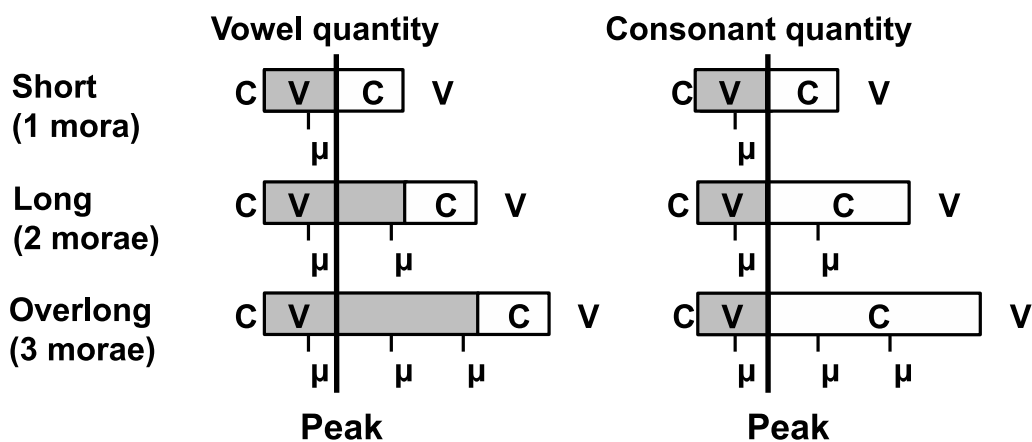 Vowel quantity Consonant quantity
Short
(1 mora)
C V C V C V C V
μ μ
Long
(2 morae)
C V C V C V C V
μ μ μ μ
Overlong
(3 morae)
C V C V C V C V
μ μ μ μ μ μ
Peak Peak